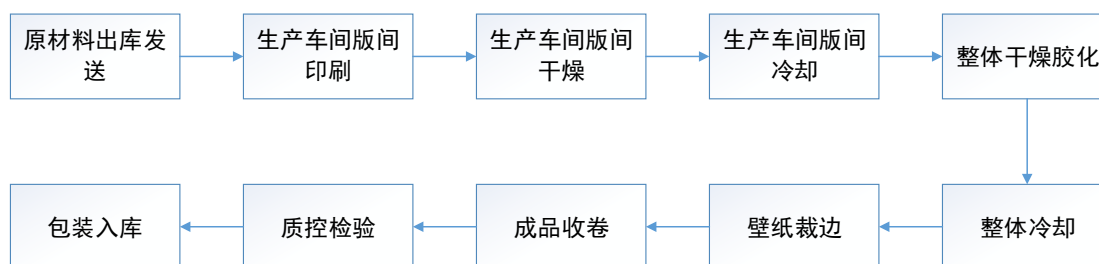 原材料出库发
送
生产车间版间
印刷
生产车间版间
干燥
生产车间版间
冷却
整体干燥胶化
整体冷却
壁纸裁边
成品收卷
质控检验
包装入库